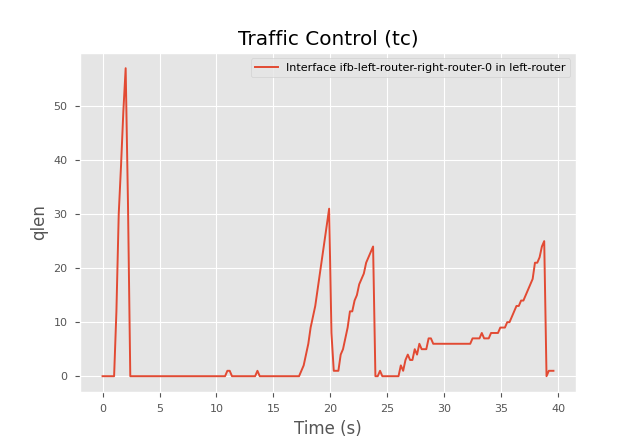 Traffic Control (tc)
Interface ifb-left-router-right-router-0 in left-router
qlen
50
40
30
20
10
0
0 5 10 15 20 25 30 35 40
Time (s)